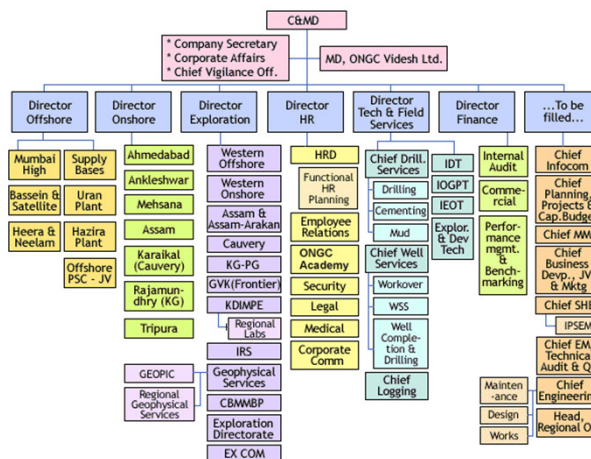 C&MD
* Company Secretary
* Corporate Affairs
* Chief Vigilance Off.
MD, ONGC Videsh Ltd.
Director
Offshore
Director
Onshore
Director
Exploration
Director
HR
Director
Tech & Field
Services
Director
Finance
...To be
filled...
Mumbai
High
Supply
Bases
Bassein &
Satellite
Uran
Plant
Heera &
Neelam
Hazira
Plant
Offshore
PSC - JV
Ahmedabad
Ankleshwar
Mehsana
Assam
Karaikal
(Cauvery)
Rajamun-
dhry (KG)
Tripura
Western
Offshore
Western
Onshore
Assam &
Assam-Arakan
Cauvery
KG-PG
GVK(Frontier)
KDIMPE
Regional
Labs
IRS
Geophysical
Services
GEOPIC
Regional
Geophysical
Services
CBMMBP
Exploration
Directorate
EX COM
HRD
Functional
HR
Planning
Employee
Relations
ONGC
Academy
Security
Legal
Medical
Corporate
Comm
Chief Drill.
Services
Drilling
Cementing
Mud
Chief Well
Services
Workover
WSS
Well
Comple-
tion &
Drilling
Chief
Logging
IDT
IOGPT
IEOT
Explor.
& Dev
Tech
Internal
Audit
Comme-
rcial
Perfor-
mance
mgmt.
&
Bench-
marking
Chief
Infocom
Chief
Planning,
Projects &
Cap.Budget
Chief MM
Chief
Business
Devp., JV
& Mktg
Chief SHE
IPSEM
Chief EM,
Technical
Audit & Q
Chief
Engineering
Mainten-
ance
Design
Works
Head,
Regional O